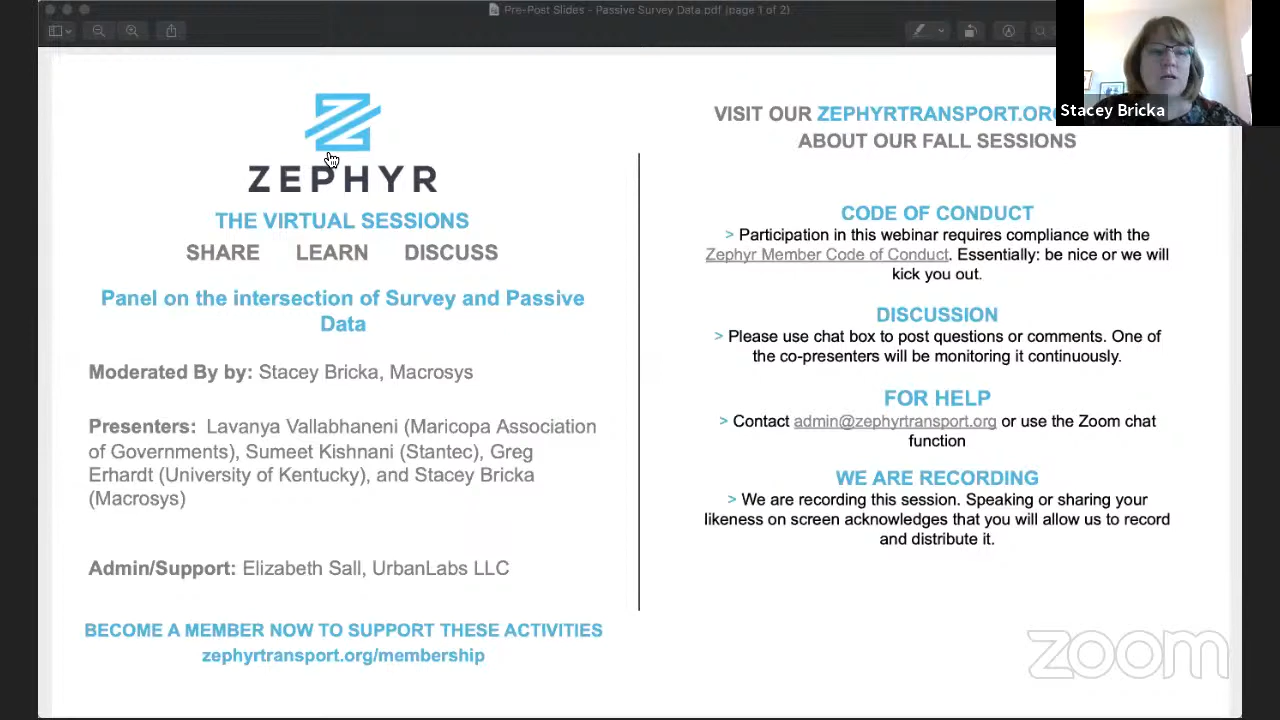 Pre-Post Slides - Passive Survey Data.pdf (page 1 of 2)
Stacey Bricka
ZEPHYR
THE VIRTUAL SESSIONS
SHARE LEARN DISCUSS
Panel on the intersection of Survey and Passive
Data
Moderated By by: Stacey Bricka, Macrosys
Presenters: Lavanya Vallabhaneni (Maricopa Association
of Governments), Sumeet Kishnani (Stantec), Greg
Erhardt (University of Kentucky), and Stacey Bricka
(Macrosys)
Admin/Support: Elizabeth Sall, UrbanLabs LLC
BECOME A MEMBER NOW TO SUPPORT THESE ACTIVITIES
zephyrtransport.org/membership
VISIT OUR ZEPHYRTRANSPORT.ORG
ABOUT OUR FALL SESSIONS
CODE OF CONDUCT
> Participation in this webinar requires compliance with the
Zephyr Member Code of Conduct. Essentially: be nice or we will
kick you out.
DISCUSSION
> Please use chat box to post questions or comments. One of
the co-presenters will be monitoring it continuously.
FOR HELP
> Contact admin@zephyrtransport.org or use the Zoom chat
function
WE ARE RECORDING
> We are recording this session. Speaking or sharing your
likeness on screen acknowledges that you will allow us to record
and distribute it.
zoom